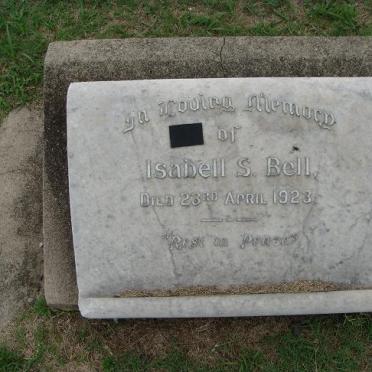 In Loving Memory
of
Isabell S. Bell,
Died 23rd April 1923.
"Rest in Peace"